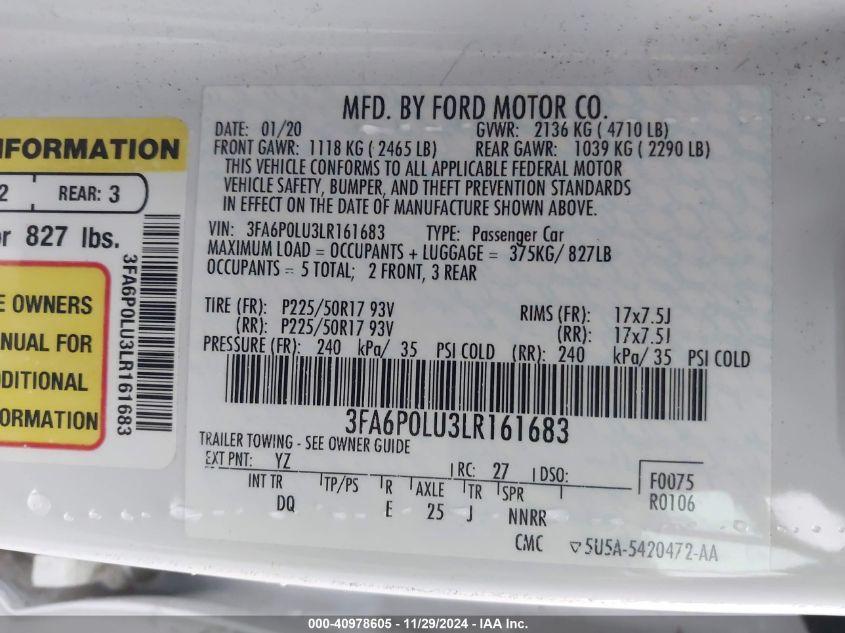 NFORMATION
2 REAR: 3
or 827 lbs.
E OWNERS
NUAL FOR
DDITIONAL
FORMATION
3FA6P0LU3LR161683
MFD. BY FORD MOTOR CO.
DATE: 01/20 GVWR: 2136 KG ( 4710 LB)
FRONT GAWR: 1118 KG ( 2465 LB) REAR GAWR: 1039 KG ( 2290 LB)
THIS VEHICLE CONFORMS TO ALL APPLICABLE FEDERAL MOTOR
VEHICLE SAFETY, BUMPER, AND THEFT PREVENTION STANDARDS
IN EFFECT ON THE DATE OF MANUFACTURE SHOWN ABOVE.
VIN: 3FA6P0LU3LR161683 TYPE: Passenger Car
MAXIMUM LOAD = OCCUPANTS + LUGGAGE = 375KG/ 827LB
OCCUPANTS = 5 TOTAL; 2 FRONT, 3 REAR
TIRE (FR): P225/50R17 93V RIMS (FR): 17x7.5J
(RR): P225/50R17 93V (RR): 17x7.5J
PRESSURE (FR): 240 kPa/ 35 PSI COLD (RR): 240 kPa/ 35 PSI COLD
3FA6P0LU3LR161683
TRAILER TOWING - SEE OWNER GUIDE
EXT PNT: YZ RC: 27 DSO: F0075
INT TR TP/PS R AXLE TR SPR R0106
DQ E 25 J NNRR
CMC ▽5U5A-5420472-AA
000-40978605 - 11/29/2024 - IAA Inc.